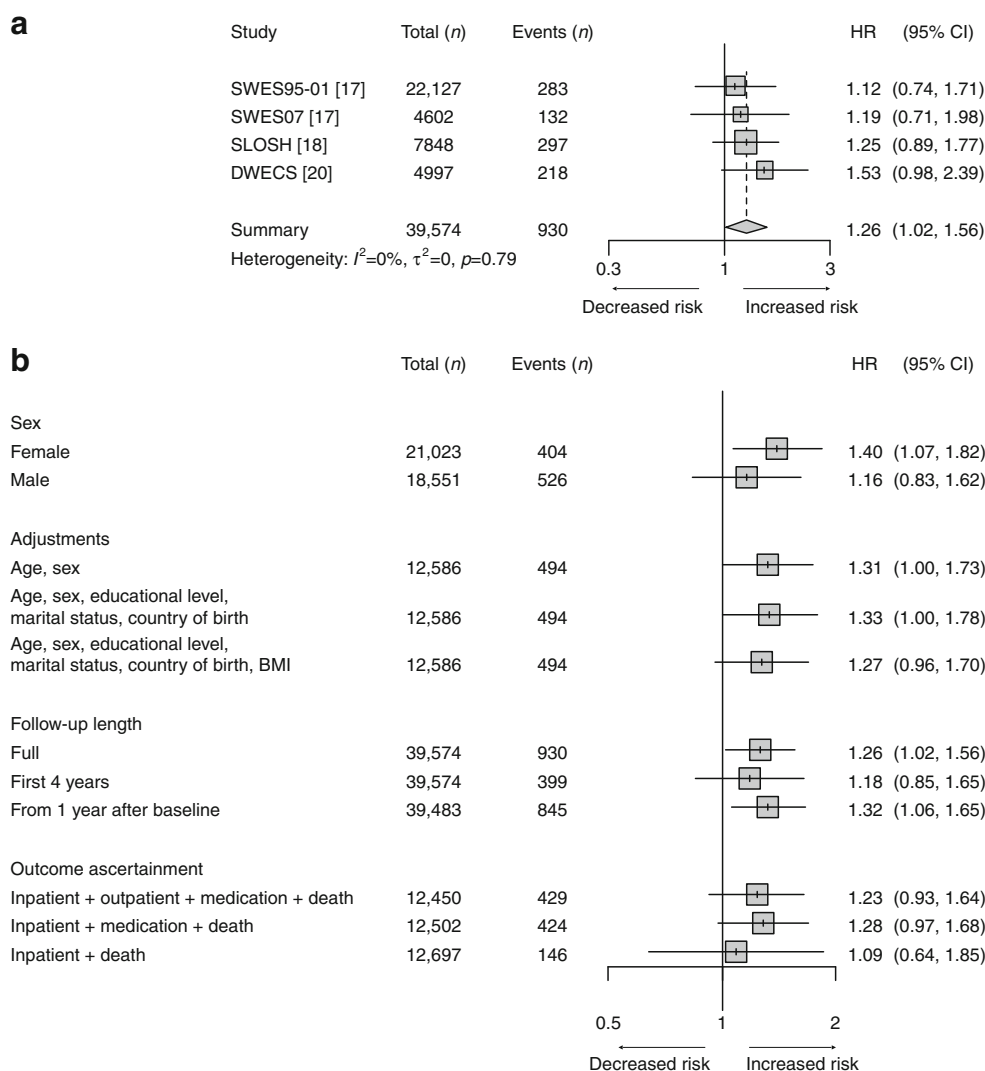 a
Study Total (n) Events (n) HR (95% CI)
SWES95-01 [17] 22,127 283 1.12 (0.74, 1.71)
SWES07 [17] 4602 132 1.19 (0.71, 1.98)
SLOSH [18] 7848 297 1.25 (0.89, 1.77)
DWECS [20] 4997 218 1.53 (0.98, 2.39)
Summary 39,574 930 1.26 (1.02, 1.56)
Heterogeneity: I²=0%, τ²=0, p=0.79
0.3 1 3
Decreased risk Increased risk
b
Total (n) Events (n) HR (95% CI)
Sex
Female 21,023 404 1.40 (1.07, 1.82)
Male 18,551 526 1.16 (0.83, 1.62)
Adjustments
Age, sex 12,586 494 1.31 (1.00, 1.73)
Age, sex, educational level,
marital status, country of birth 12,586 494 1.33 (1.00, 1.78)
Age, sex, educational level,
marital status, country of birth, BMI 12,586 494 1.27 (0.96, 1.70)
Follow-up length
Full 39,574 930 1.26 (1.02, 1.56)
First 4 years 39,574 399 1.18 (0.85, 1.65)
From 1 year after baseline 39,483 845 1.32 (1.06, 1.65)
Outcome ascertainment
Inpatient + outpatient + medication + death 12,450 429 1.23 (0.93, 1.64)
Inpatient + medication + death 12,502 424 1.28 (0.97, 1.68)
Inpatient + death 12,697 146 1.09 (0.64, 1.85)
0.5 1 2
Decreased risk Increased risk